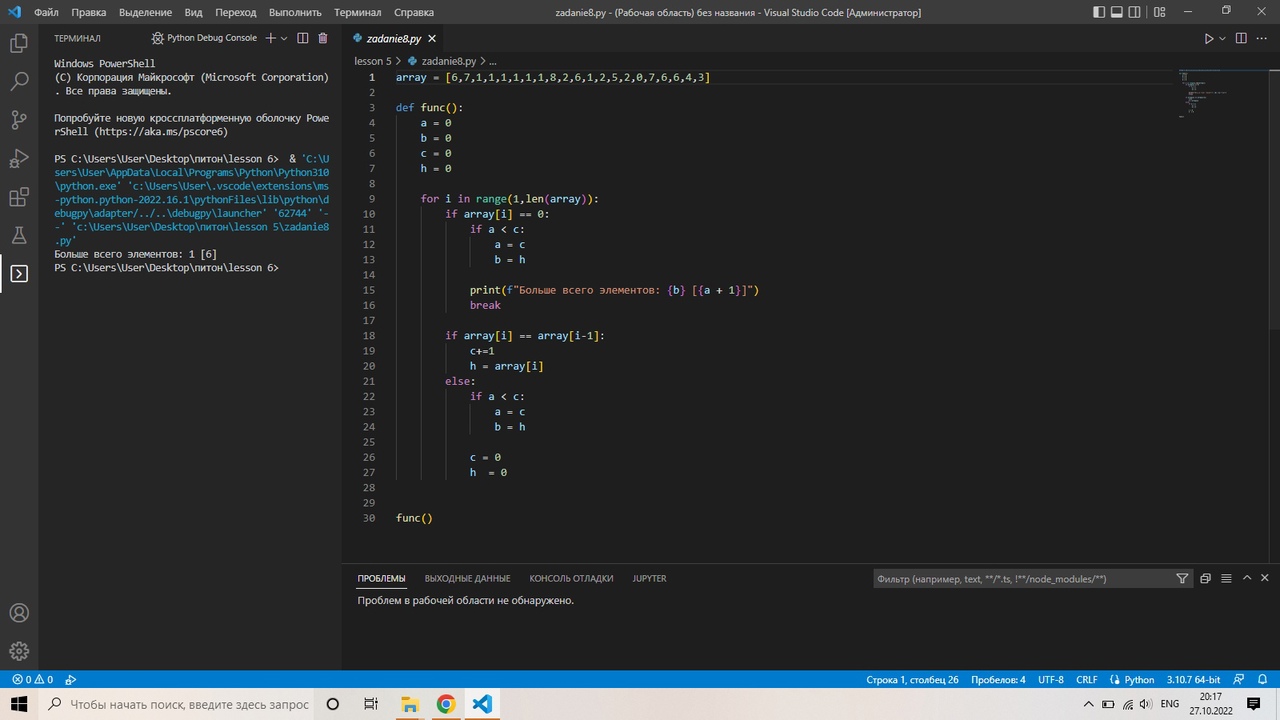 Файл Правка Выделение Вид Переход Выполнить Терминал Справка
zadanie8.py - (Рабочая область) без названия - Visual Studio Code [Администратор]
ТЕРМИНАЛ
Python Debug Console
Windows PowerShell
(C) Корпорация Майкрософт (Microsoft Corporation)
. Все права защищены.
Попробуйте новую кроссплатформенную оболочку Powe
rShell (https://aka.ms/pscore6)
PS C:\Users\User\Desktop\питон\lesson 6>  & 'C:\U
sers\User\AppData\Local\Programs\Python\Python310
\python.exe' 'c:\Users\User\.vscode\extensions\ms
-python.python-2022.16.1\pythonFiles\lib\python\d
ebugpy\adapter/../..\debugpy\launcher' '62744' '-
-' 'c:\Users\User\Desktop\питон\lesson 5\zadanie8
.py'
Больше всего элементов: 1 [6]
PS C:\Users\User\Desktop\питон\lesson 6>
zadanie8.py
lesson 5 > zadanie8.py > ...
1 array = [6,7,1,1,1,1,1,1,8,2,6,1,2,5,2,0,7,6,6,4,3]
2
3 def func():
4 a = 0
5 b = 0
6 c = 0
7 h = 0
8
9 for i in range(1,len(array)):
10 if array[i] == 0:
11 if a < c:
12 a = c
13 b = h
14
15 print(f"Больше всего элементов: {b} [{a + 1}]")
16 break
17
18 if array[i] == array[i-1]:
19 c+=1
20 h = array[i]
21 else:
22 if a < c:
23 a = c
24 b = h
25
26 c = 0
27 h  = 0
28
29
30 func()
ПРОБЛЕМЫ ВЫХОДНЫЕ ДАННЫЕ КОНСОЛЬ ОТЛАДКИ JUPYTER
Фильтр (например, text, **/*.ts, !**/node_modules/**)
Проблем в рабочей области не обнаружено.
0 0
Строка 1, столбец 26 Пробелов: 4 UTF-8 CRLF Python 3.10.7 64-bit
Чтобы начать поиск, введите здесь запрос
ENG
20:17
27.10.2022